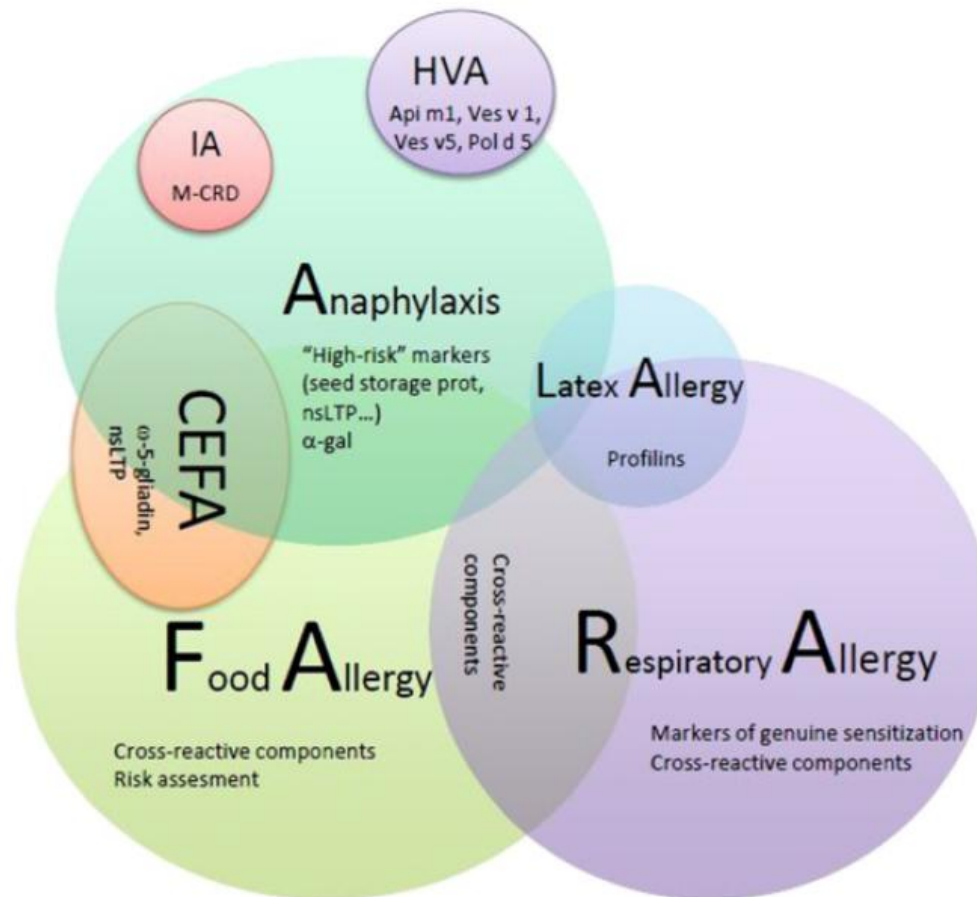 HVA
Api m1, Ves v 1,
Ves v5, Pol d 5
IA
M-CRD
Anaphylaxis
"High-risk" markers
(seed storage prot,
nsLTP...)
α-gal
Latex Allergy
Profilins
CEFA
ω-5-gliadin,
nsLTP
Cross-reactive
components
Food Allergy
Cross-reactive components
Risk assesment
Respiratory Allergy
Markers of genuine sensitization
Cross-reactive components